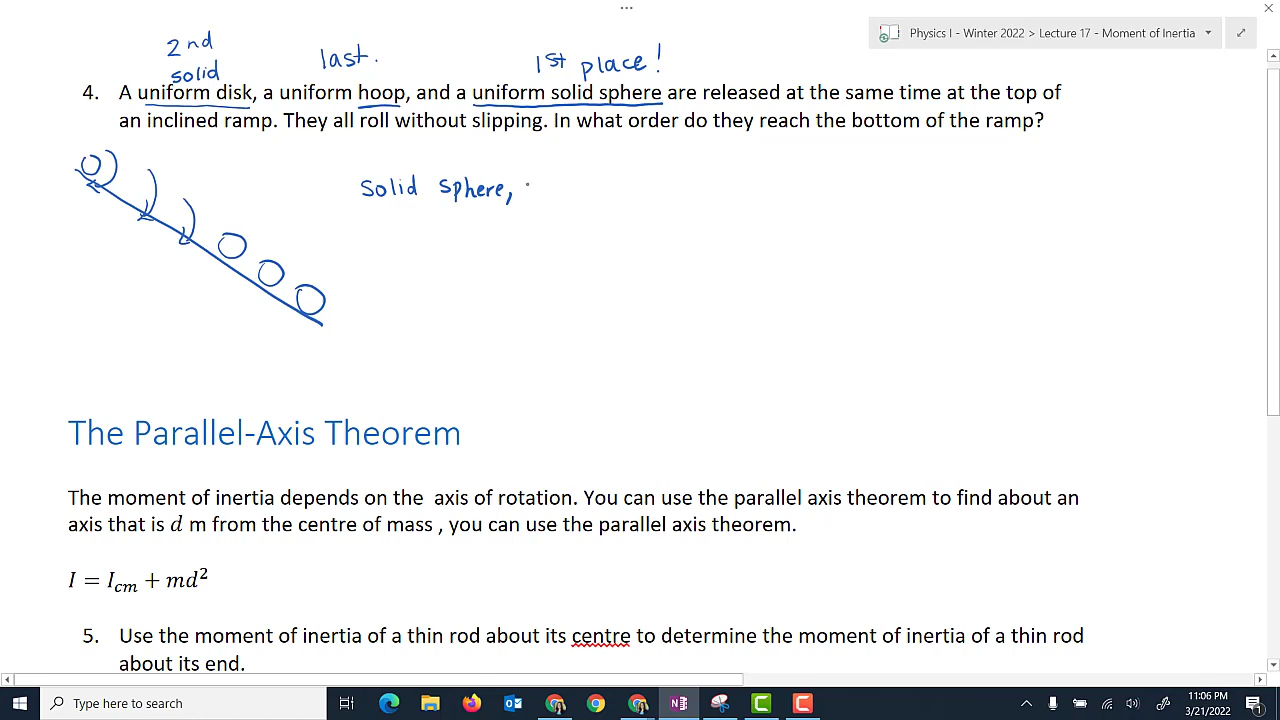 Physics I - Winter 2022 > Lecture 17 - Moment of Inertia
2nd
solid
last.
1st place!
4. A uniform disk, a uniform hoop, and a uniform solid sphere are released at the same time at the top of
an inclined ramp. They all roll without slipping. In what order do they reach the bottom of the ramp?
Solid sphere,
The Parallel-Axis Theorem
The moment of inertia depends on the axis of rotation. You can use the parallel axis theorem to find about an
axis that is d m from the centre of mass , you can use the parallel axis theorem.
I = I_cm + md²
5. Use the moment of inertia of a thin rod about its centre to determine the moment of inertia of a thin rod
about its end.
Type here to search
11:06 PM
3/21/2022